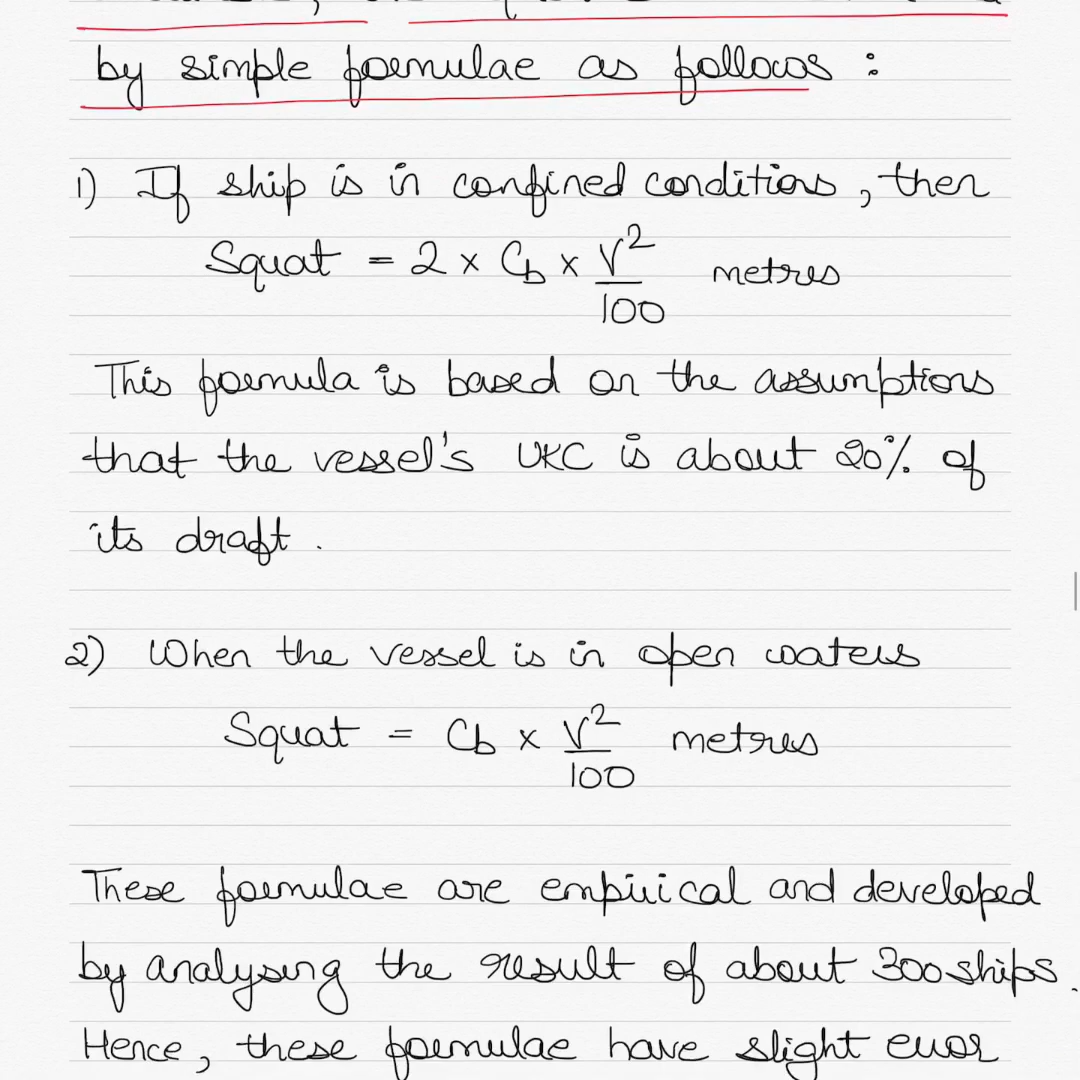 by simple formulae as follows :
1) If ship is in confined conditions, then
Squat = 2 x Cb x V²/100 metres
This formula is based on the assumptions
that the vessel's UKC is about 20% of
its draft.
2) When the vessel is in open waters
Squat = Cb x V²/100 metres
These formulae are empirical and developed
by analysing the result of about 300 ships.
Hence, these formulae have slight error